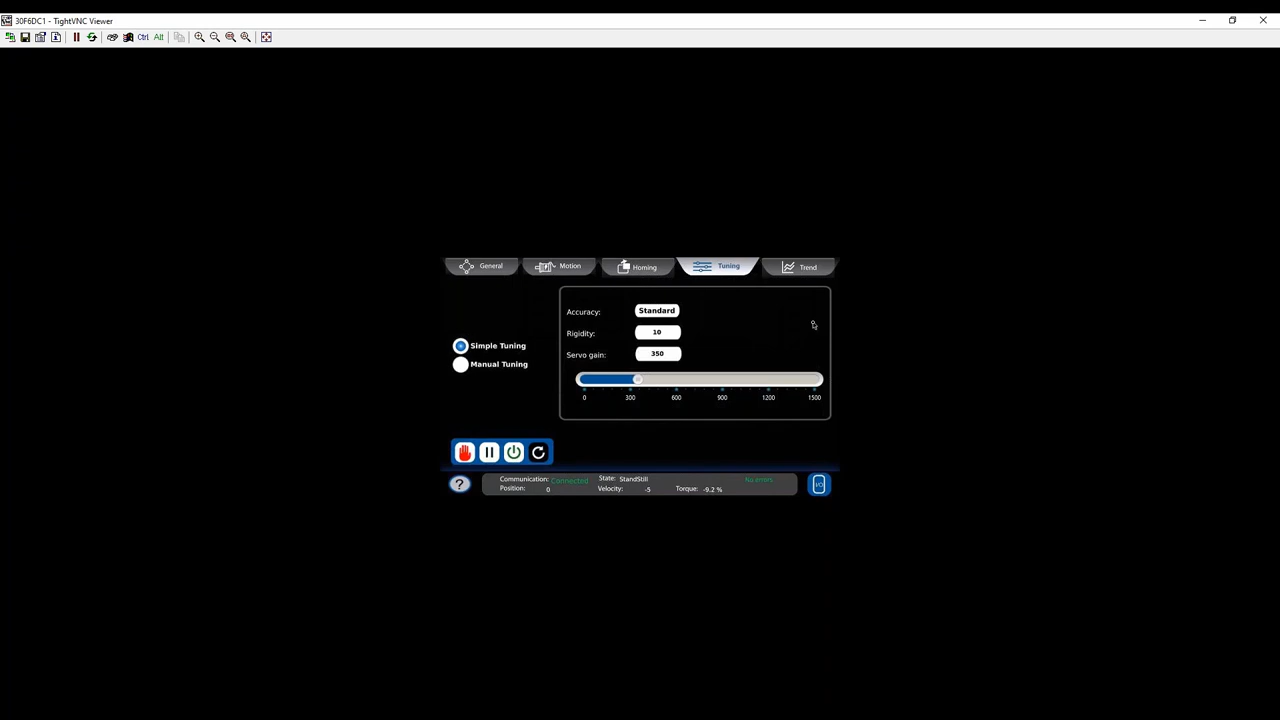 30F6DC1 - TightVNC Viewer
Ctrl Alt
General Motion Homing Tuning Trend
Accuracy: Standard
Rigidity: 10
Servo gain: 350
Simple Tuning
Manual Tuning
0 300 600 900 1200 1500
Communication: Connected State: StandStill No errors
Position: 0 Velocity: -5 Torque: -9.2 %
?
I/O